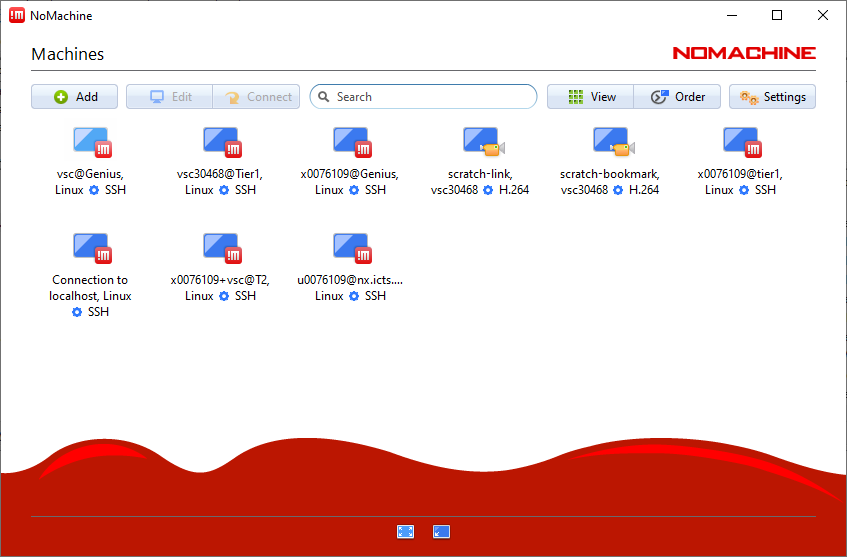 NoMachine
Machines
NOMACHINE
Add
Edit
Connect
Search
View
Order
Settings
vsc@Genius,
Linux SSH
vsc30468@Tier1,
Linux SSH
x0076109@Genius,
Linux SSH
scratch-link,
vsc30468 H.264
scratch-bookmark,
vsc30468 H.264
x0076109@tier1,
Linux SSH
Connection to
localhost, Linux
SSH
x0076109+vsc@T2,
Linux SSH
u0076109@nx.icts....
Linux SSH